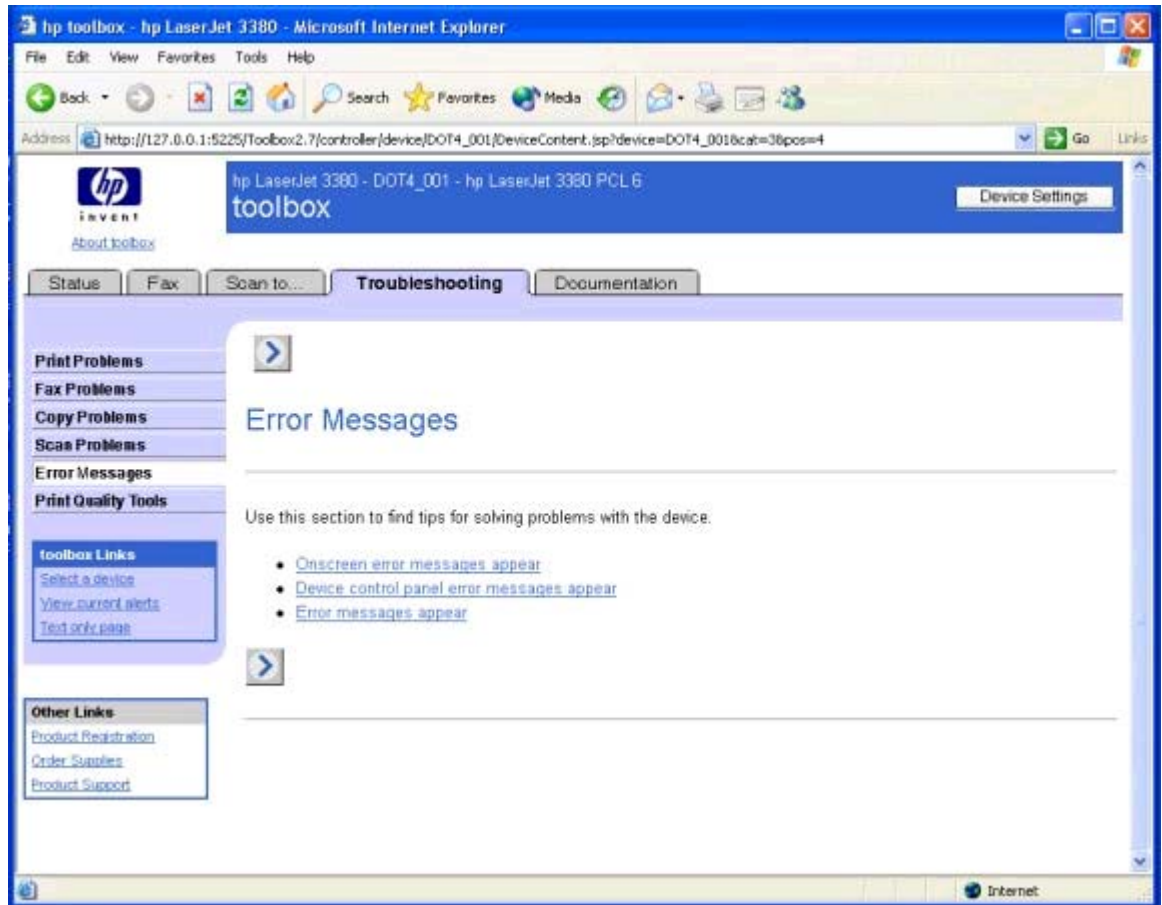 hp toolbox - hp LaserJet 3380 - Microsoft Internet Explorer
File Edit View Favorites Tools Help
Back Search Favorites Media
Address http://127.0.0.1:5225/Toolbox2.7/controller/device/DOT4_001/DeviceContent.jsp?device=DOT4_001&cat=3&pos=4 Go Links
hp
invent
About toolbox
hp LaserJet 3380 - DOT4_001 - hp LaserJet 3380 PCL 6
toolbox
Device Settings
Status Fax Scan to... Troubleshooting Documentation
Print Problems
Fax Problems
Copy Problems
Scan Problems
Error Messages
Print Quality Tools
toolbox Links
Select a device
View current alerts
Text only page
Other Links
Product Registration
Order Supplies
Product Support
Error Messages
Use this section to find tips for solving problems with the device.
Onscreen error messages appear
Device control panel error messages appear
Error messages appear
Internet